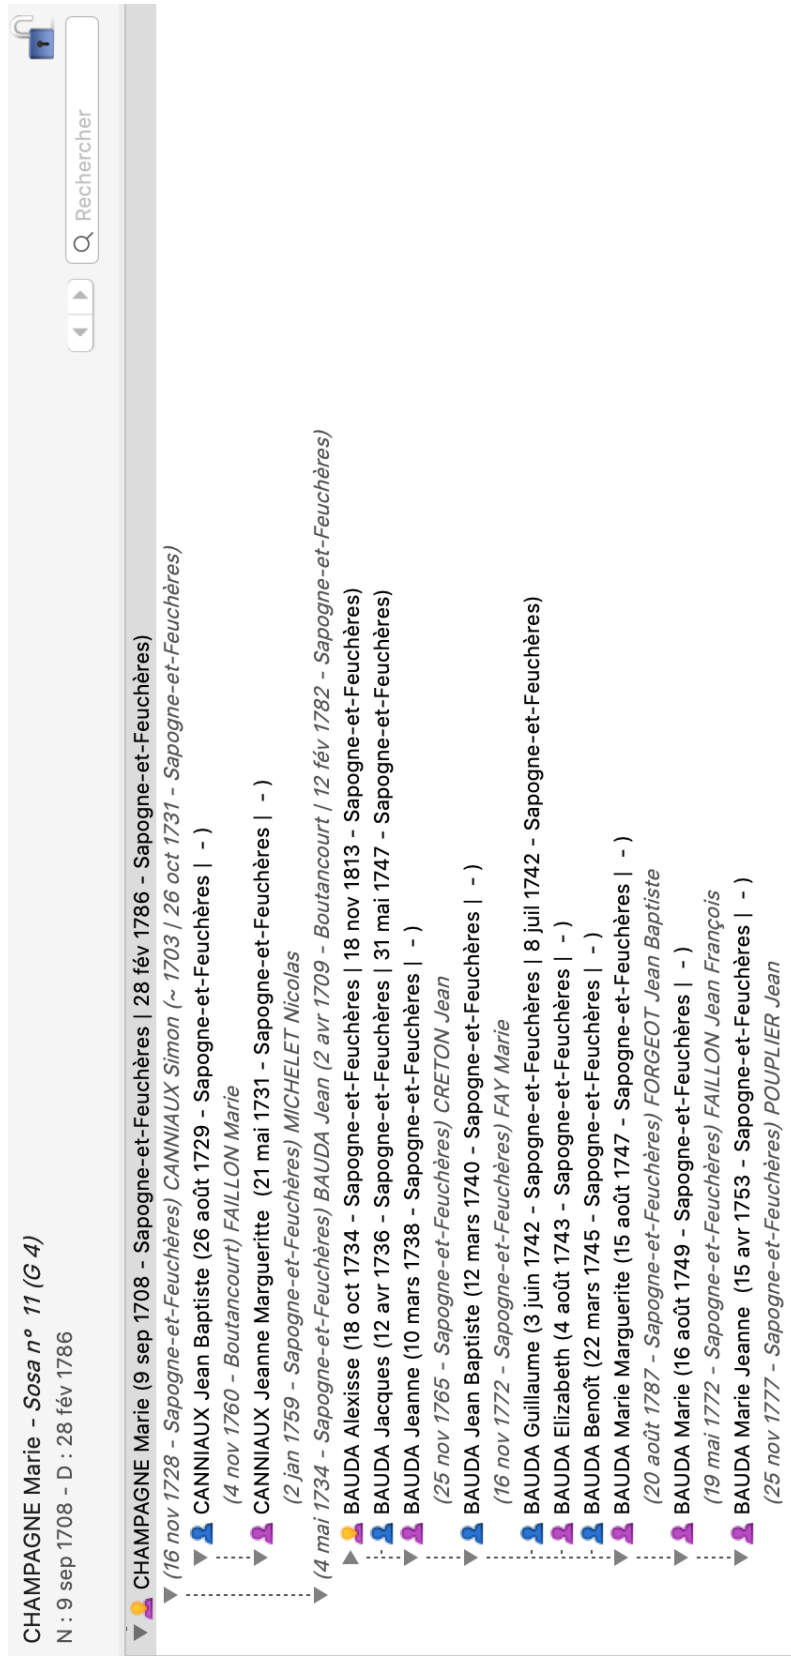 CHAMPAGNE Marie - Sosa n° 11 (G 4)
N : 9 sep 1708 - D : 28 fév 1786
Rechercher
CHAMPAGNE Marie (9 sep 1708 - Sapogne-et-Feuchères | 28 fév 1786 - Sapogne-et-Feuchères)
(16 nov 1728 - Sapogne-et-Feuchères) CANNIAUX Simon (~ 1703 | 26 oct 1731 - Sapogne-et-Feuchères)
CANNIAUX Jean Baptiste (26 août 1729 - Sapogne-et-Feuchères | - )
(4 nov 1760 - Boutancourt) FAILLON Marie
CANNIAUX Jeanne Margueritte (21 mai 1731 - Sapogne-et-Feuchères | - )
(2 jan 1759 - Sapogne-et-Feuchères) MICHELET Nicolas
(4 mai 1734 - Sapogne-et-Feuchères) BAUDA Jean (2 avr 1709 - Boutancourt | 12 fév 1782 - Sapogne-et-Feuchères)
BAUDA Alexisse (18 oct 1734 - Sapogne-et-Feuchères | 18 nov 1813 - Sapogne-et-Feuchères)
BAUDA Jacques (12 avr 1736 - Sapogne-et-Feuchères | 31 mai 1747 - Sapogne-et-Feuchères)
BAUDA Jeanne (10 mars 1738 - Sapogne-et-Feuchères | - )
(25 nov 1765 - Sapogne-et-Feuchères) CRETON Jean
BAUDA Jean Baptiste (12 mars 1740 - Sapogne-et-Feuchères | - )
(16 nov 1772 - Sapogne-et-Feuchères) FAY Marie
BAUDA Guillaume (3 juin 1742 - Sapogne-et-Feuchères | 8 juil 1742 - Sapogne-et-Feuchères)
BAUDA Elizabeth (4 août 1743 - Sapogne-et-Feuchères | - )
BAUDA Benoît (22 mars 1745 - Sapogne-et-Feuchères | - )
BAUDA Marie Marguerite (15 août 1747 - Sapogne-et-Feuchères | - )
(20 août 1787 - Sapogne-et-Feuchères) FORGEOT Jean Baptiste
BAUDA Marie (16 août 1749 - Sapogne-et-Feuchères | - )
(19 mai 1772 - Sapogne-et-Feuchères) FAILLON Jean François
BAUDA Marie Jeanne (15 avr 1753 - Sapogne-et-Feuchères | - )
(25 nov 1777 - Sapogne-et-Feuchères) POUPLIER Jean